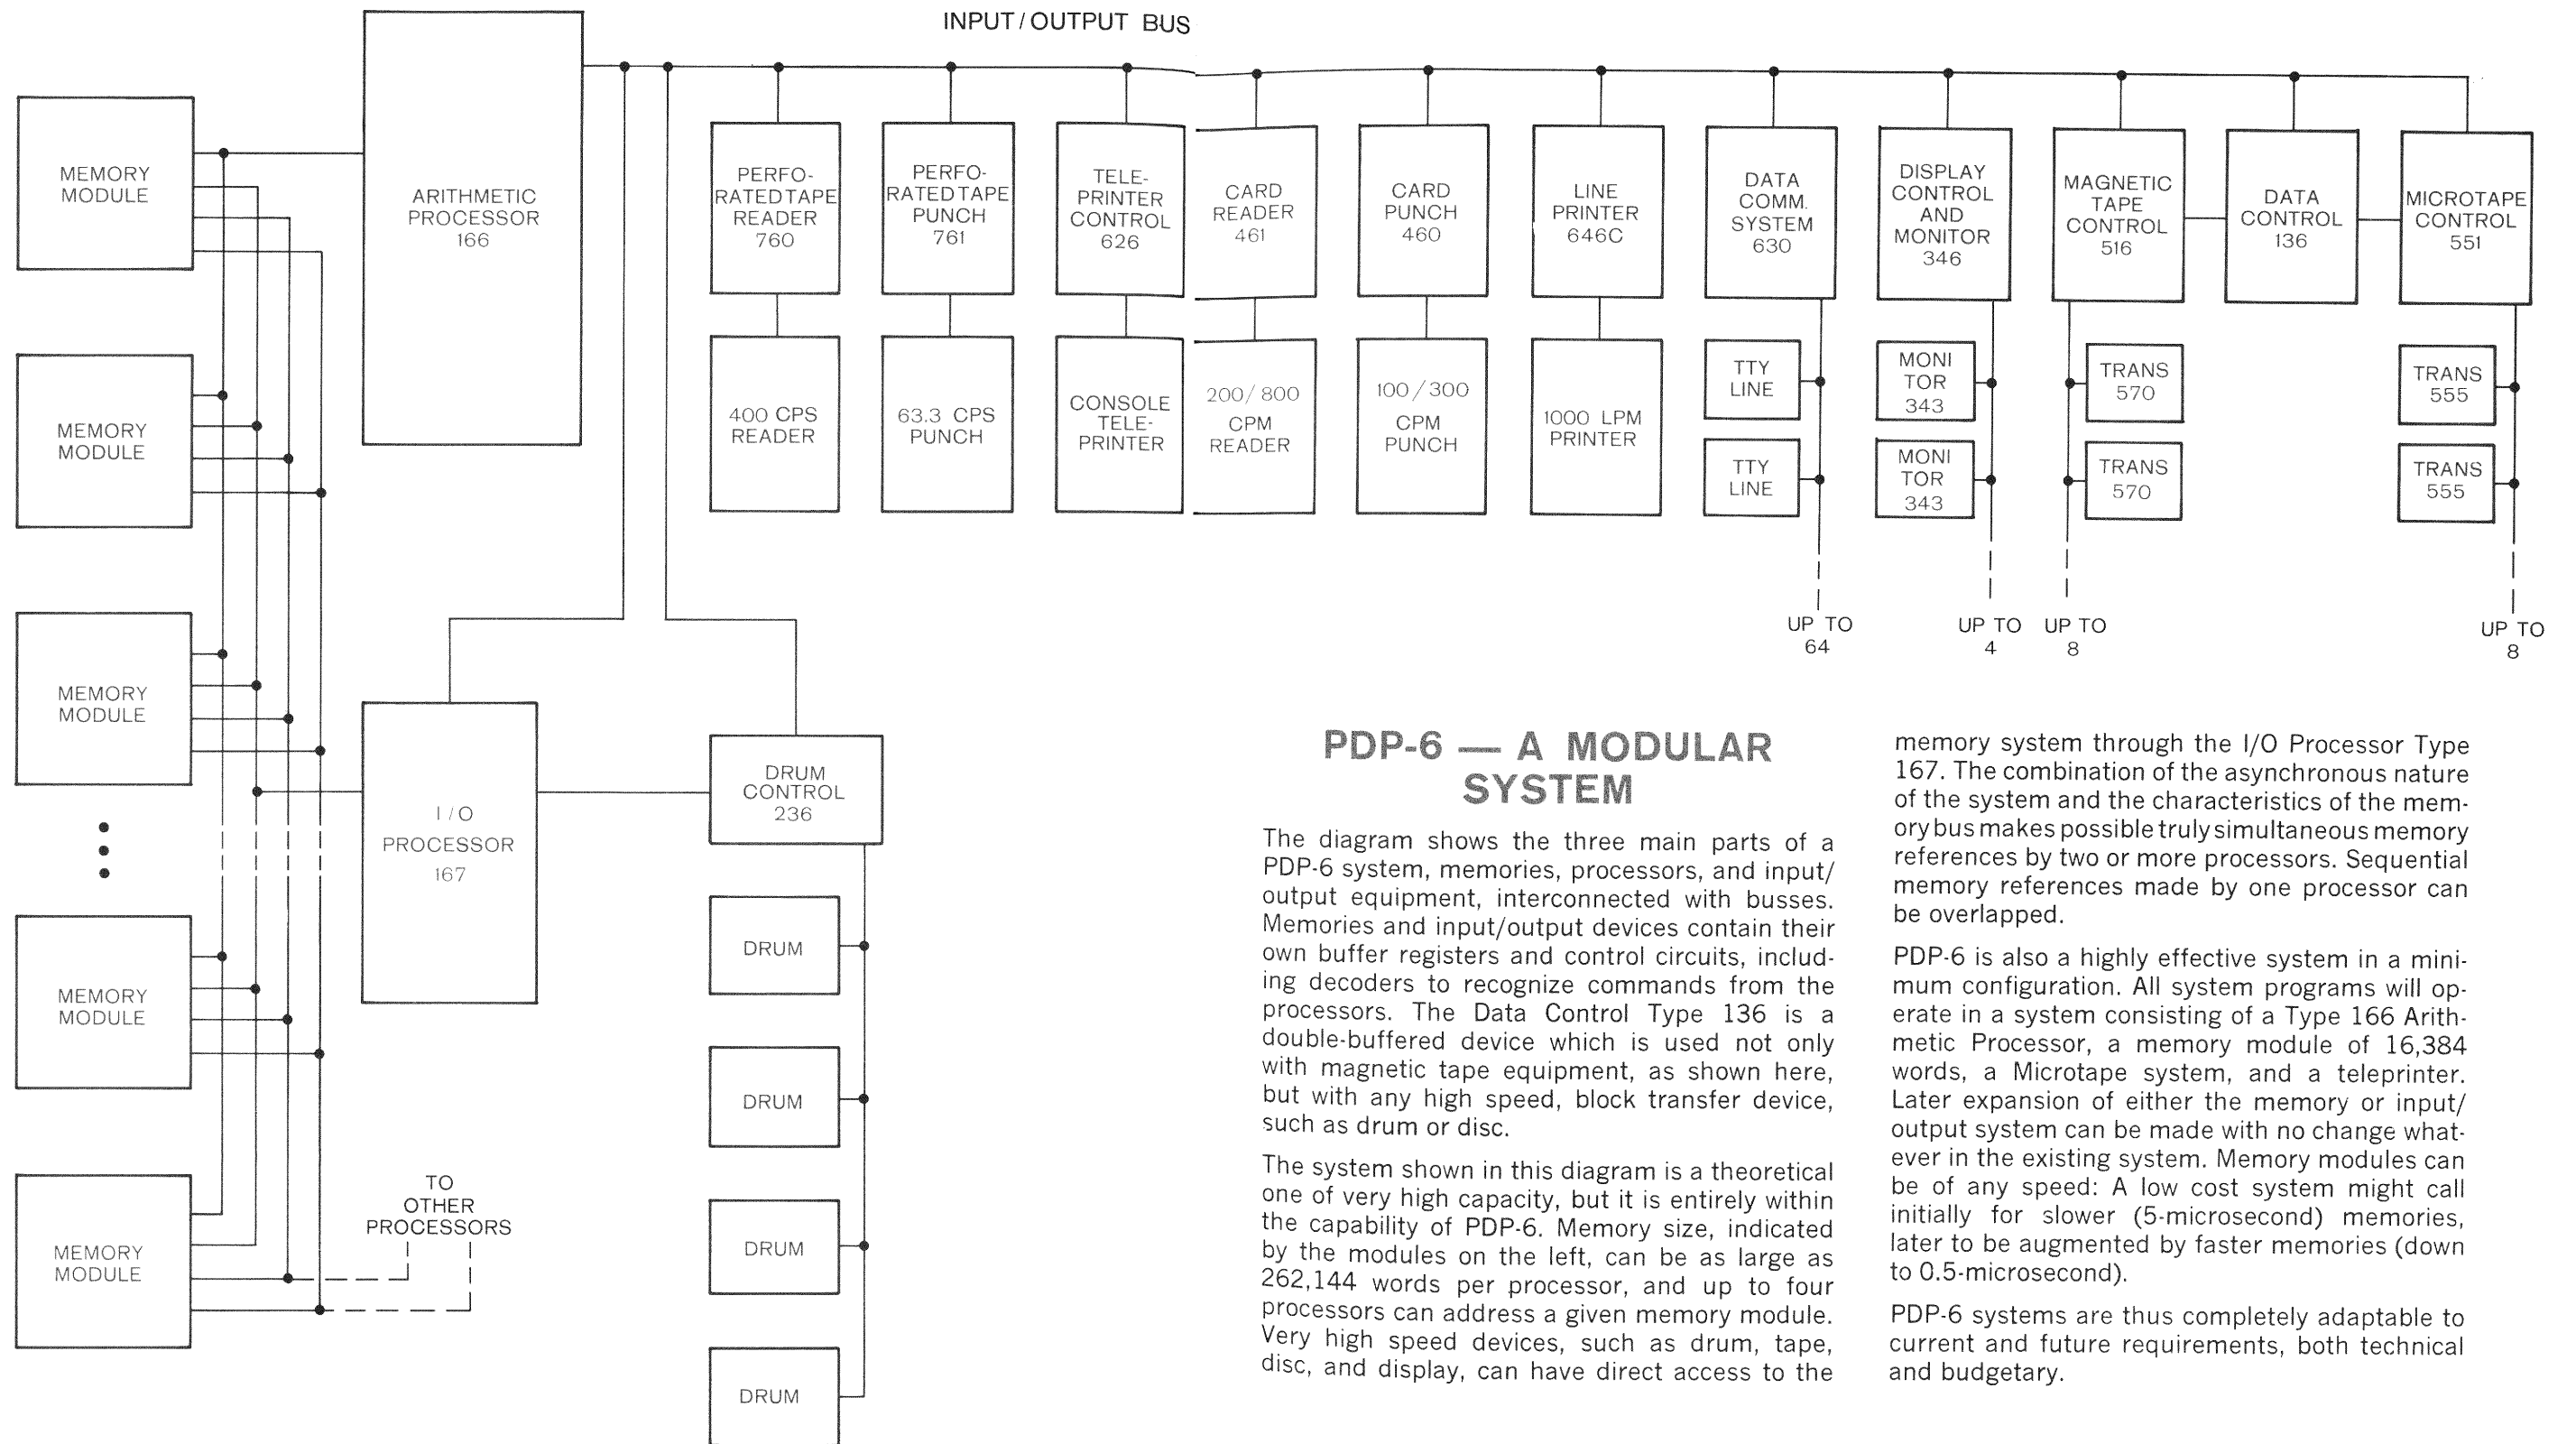 INPUT/OUTPUT BUS
MEMORY
MODULE
ARITHMETIC
PROCESSOR
166
PERFO-
RATED TAPE
READER
760
PERFO-
RATED TAPE
PUNCH
761
TELE-
PRINTER
CONTROL
626
CARD
READER
461
CARD
PUNCH
460
LINE
PRINTER
646C
DATA
COMM.
SYSTEM
630
DISPLAY
CONTROL
AND
MONITOR
346
MAGNETIC
TAPE
CONTROL
516
DATA
CONTROL
136
MICROTAPE
CONTROL
551
MEMORY
MODULE
400 CPS
READER
63.3 CPS
PUNCH
CONSOLE
TELE-
PRINTER
200/800
CPM
READER
100/300
CPM
PUNCH
1000 LPM
PRINTER
TTY
LINE
TTY
LINE
MONI
TOR
343
MONI
TOR
343
TRANS
570
TRANS
570
TRANS
555
TRANS
555
UP TO
64
UP TO
4
UP TO
8
UP TO
8
MEMORY
MODULE
I/O
PROCESSOR
167
DRUM
CONTROL
236
MEMORY
MODULE
DRUM
DRUM
DRUM
DRUM
MEMORY
MODULE
TO
OTHER
PROCESSORS
PDP-6 — A MODULAR
SYSTEM
The diagram shows the three main parts of a
PDP-6 system, memories, processors, and input/
output equipment, interconnected with busses.
Memories and input/output devices contain their
own buffer registers and control circuits, includ-
ing decoders to recognize commands from the
processors. The Data Control Type 136 is a
double-buffered device which is used not only
with magnetic tape equipment, as shown here,
but with any high speed, block transfer device,
such as drum or disc.
The system shown in this diagram is a theoretical
one of very high capacity, but it is entirely within
the capability of PDP-6. Memory size, indicated
by the modules on the left, can be as large as
262,144 words per processor, and up to four
processors can address a given memory module.
Very high speed devices, such as drum, tape,
disc, and display, can have direct access to the
memory system through the I/O Processor Type
167. The combination of the asynchronous nature
of the system and the characteristics of the mem-
ory bus makes possible truly simultaneous memory
references by two or more processors. Sequential
memory references made by one processor can
be overlapped.
PDP-6 is also a highly effective system in a mini-
mum configuration. All system programs will op-
erate in a system consisting of a Type 166 Arith-
metic Processor, a memory module of 16,384
words, a Microtape system, and a teleprinter.
Later expansion of either the memory or input/
output system can be made with no change what-
ever in the existing system. Memory modules can
be of any speed: A low cost system might call
initially for slower (5-microsecond) memories,
later to be augmented by faster memories (down
to 0.5-microsecond).
PDP-6 systems are thus completely adaptable to
current and future requirements, both technical
and budgetary.